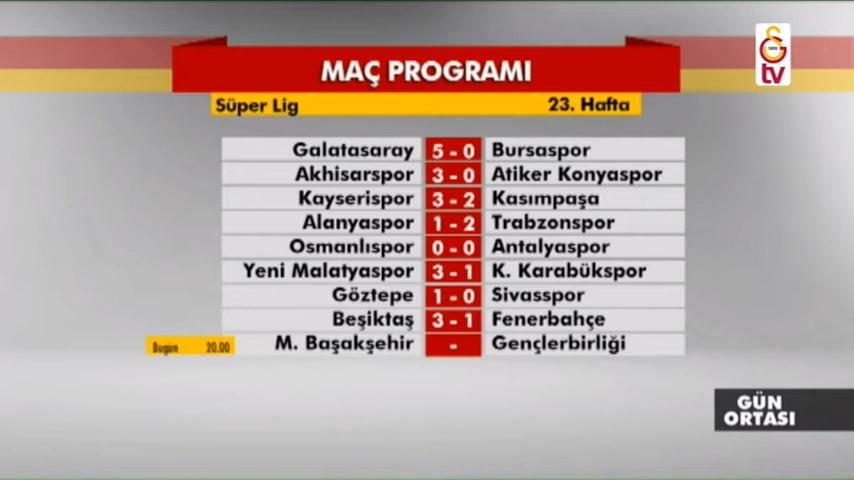 tv
MAÇ PROGRAMI
Süper Lig 23. Hafta
Galatasaray 5 - 0 Bursaspor
Akhisarspor 3 - 0 Atiker Konyaspor
Kayserispor 3 - 2 Kasımpaşa
Alanyaspor 1 - 2 Trabzonspor
Osmanlıspor 0 - 0 Antalyaspor
Yeni Malatyaspor 3 - 1 K. Karabükspor
Göztepe 1 - 0 Sivasspor
Beşiktaş 3 - 1 Fenerbahçe
Bugün 20.00 M. Başakşehir - Gençlerbirliği
GÜN
ORTASI